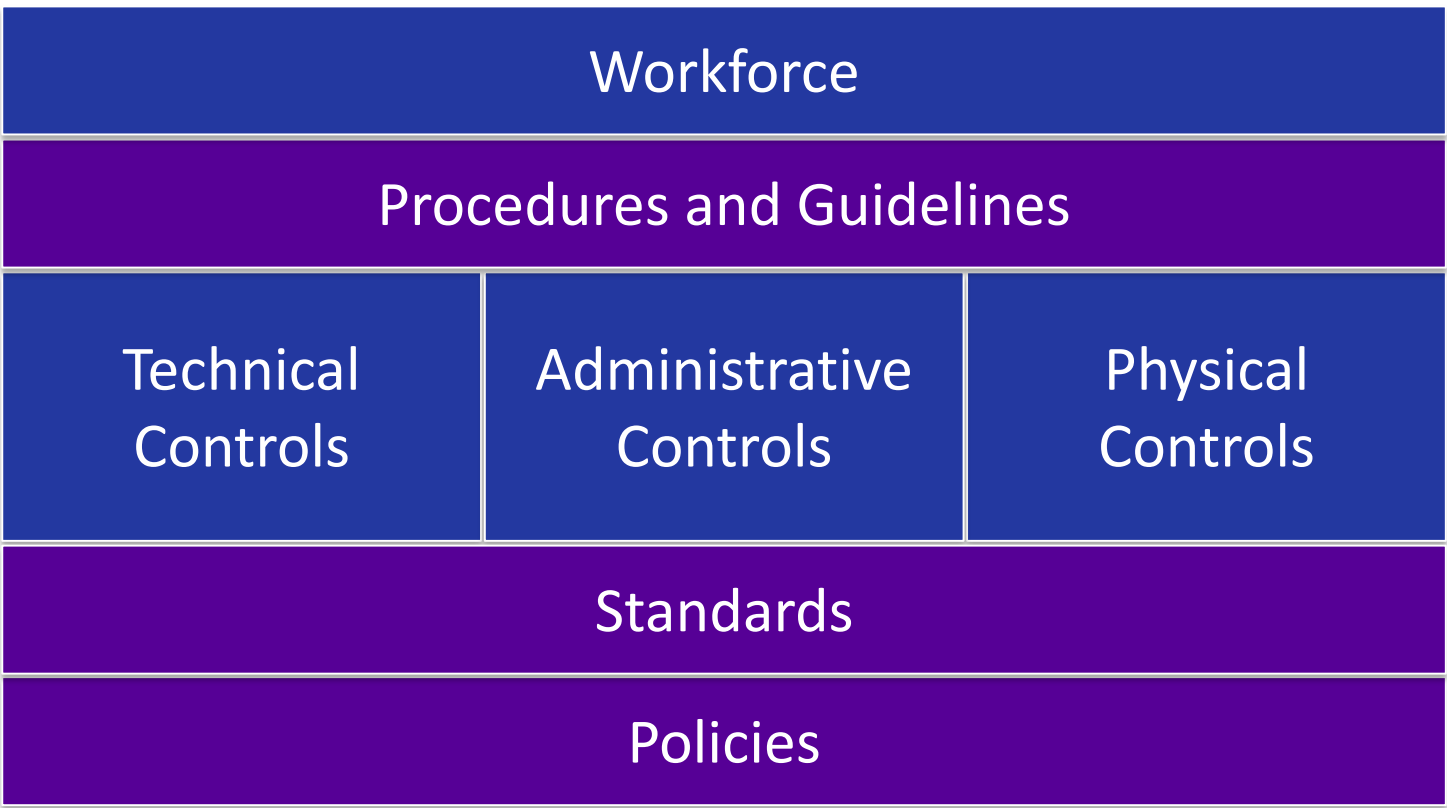 Workforce
Procedures and Guidelines
Technical
Controls
Administrative
Controls
Physical
Controls
Standards
Policies